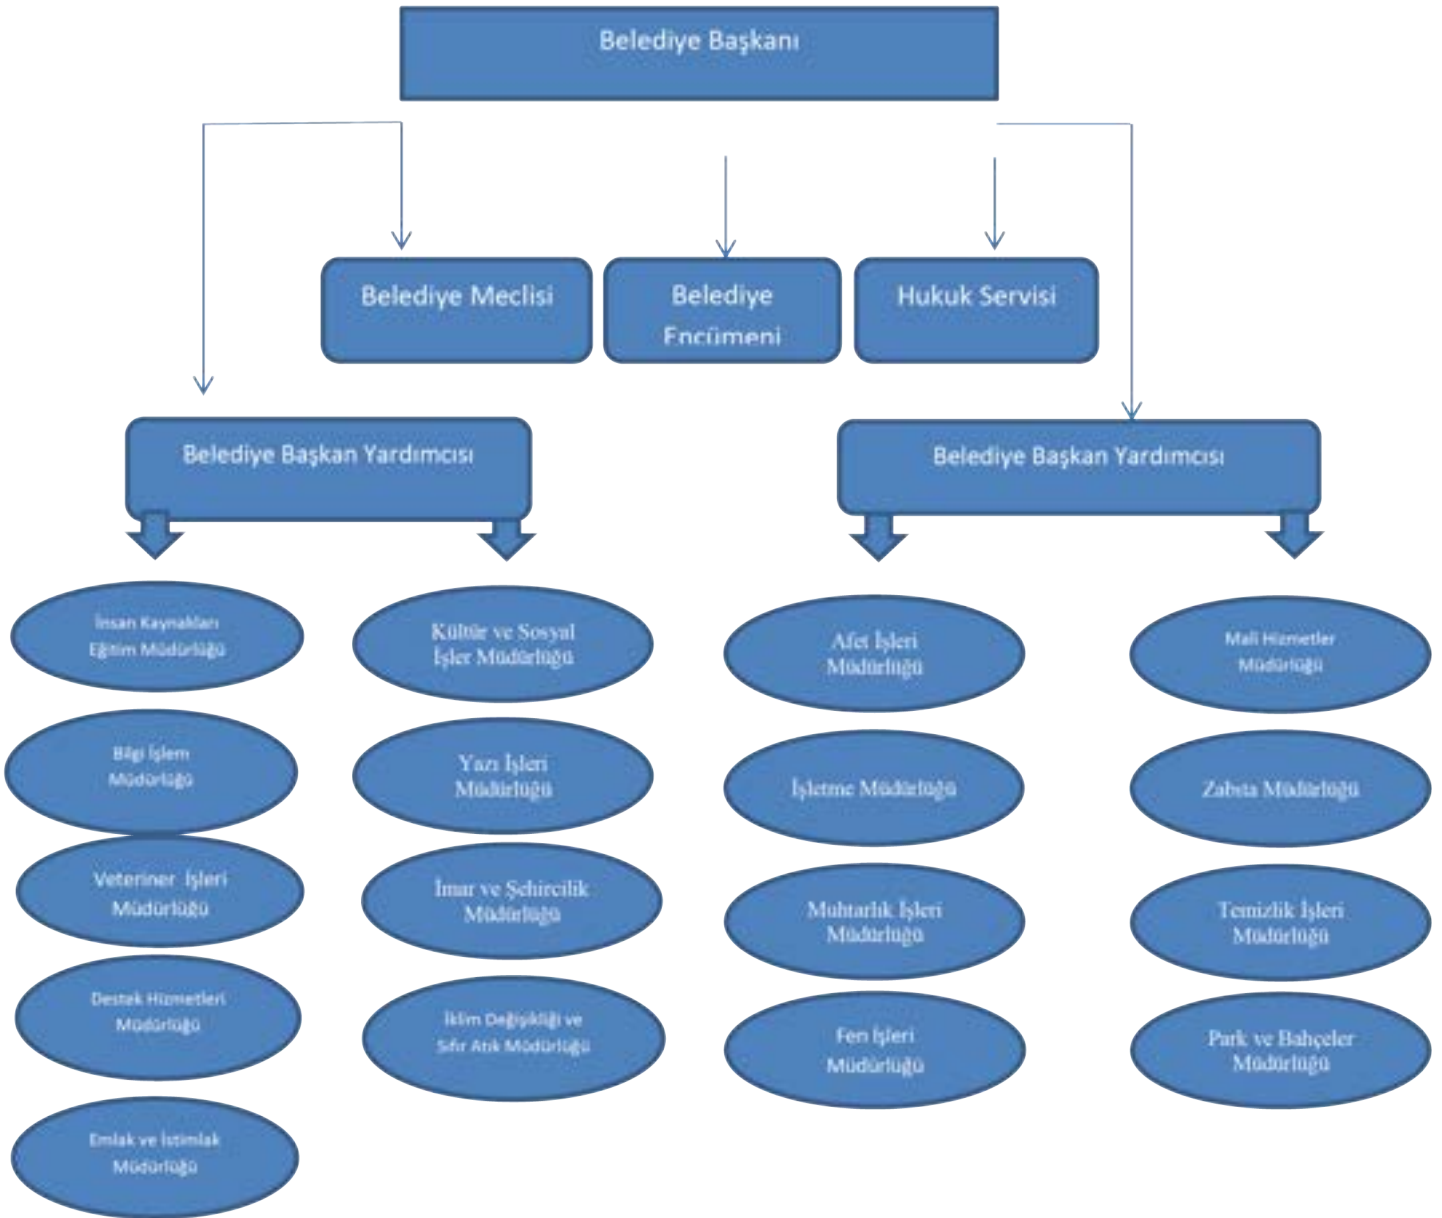 Belediye Başkanı
Belediye Meclisi
Belediye
Encümeni
Hukuk Servisi
Belediye Başkan Yardımcısı
Belediye Başkan Yardımcısı
İnsan Kaynakları
Eğitim Müdürlüğü
Bilgi İşlem
Müdürlüğü
Veteriner İşleri
Müdürlüğü
Destek Hizmetleri
Müdürlüğü
Emlak ve İstimlak
Müdürlüğü
Kültür ve Sosyal
İşler Müdürlüğü
Yazı İşleri
Müdürlüğü
İmar ve Şehircilik
Müdürlüğü
İklim Değişikliği ve
Sıfır Atık Müdürlüğü
Afet İşleri
Müdürlüğü
İşletme Müdürlüğü
Muhtarlık İşleri
Müdürlüğü
Fen İşleri
Müdürlüğü
Mali Hizmetler
Müdürlüğü
Zabıta Müdürlüğü
Temizlik İşleri
Müdürlüğü
Park ve Bahçeler
Müdürlüğü